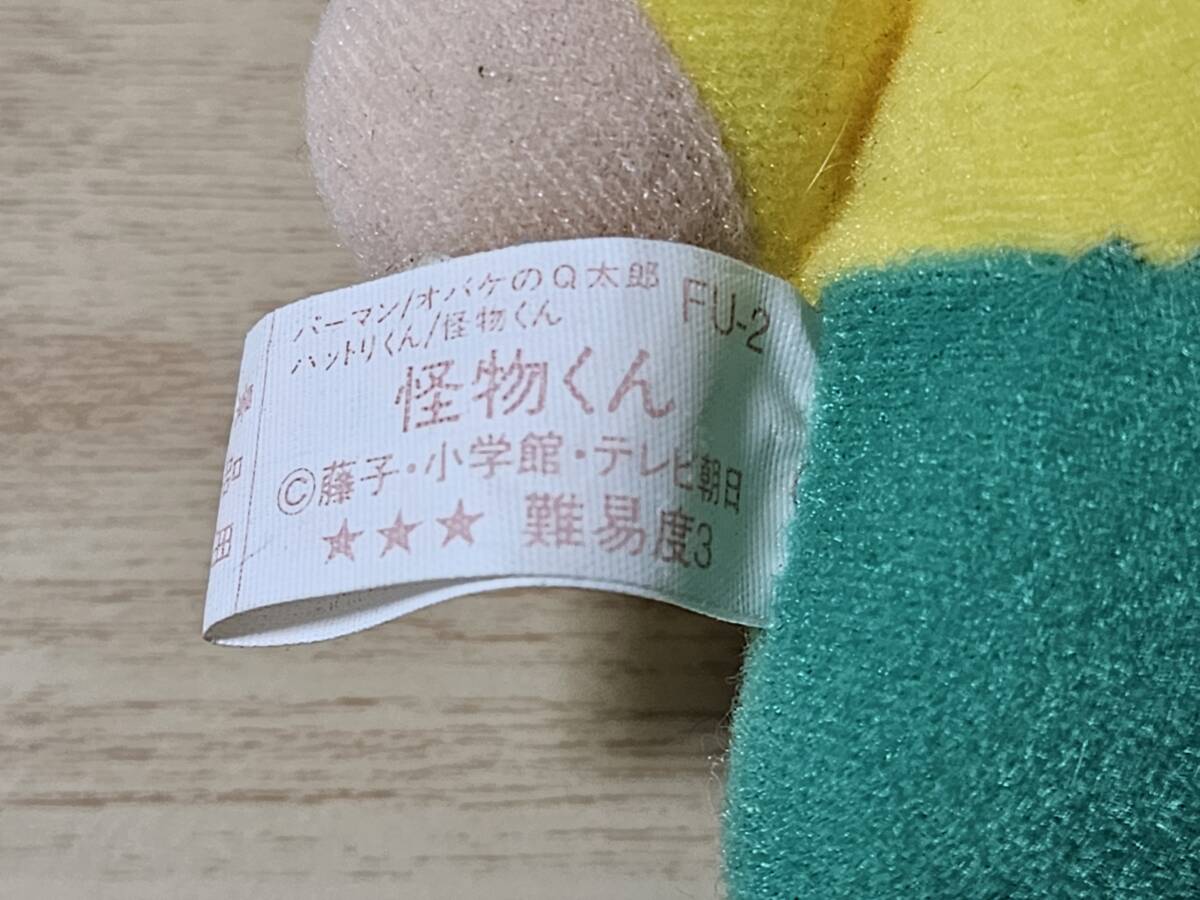 パーマン/オバケのQ太郎
ハットリくん/怪物くん
FU-2
怪物くん
©藤子・小学館・テレビ朝日
★★★ 難易度3